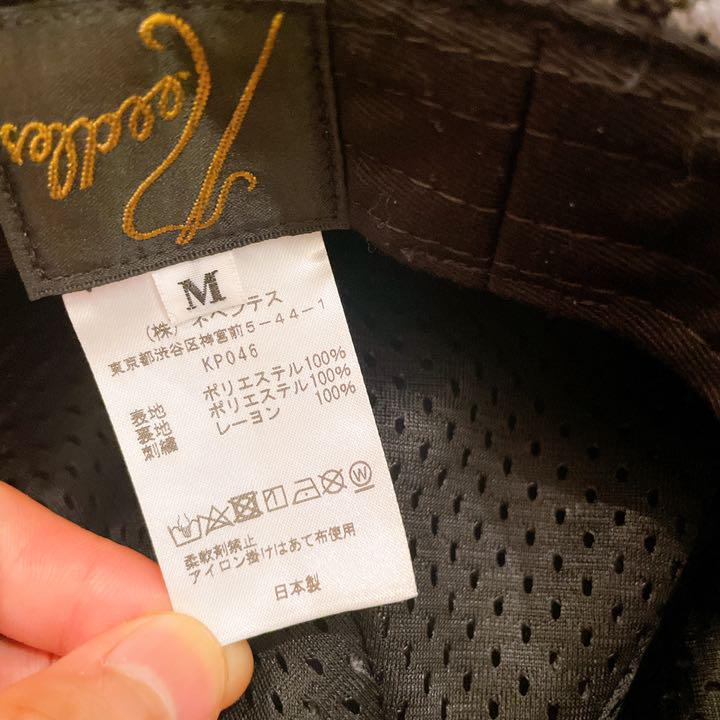 Needles
M
(株) ネペンテス
東京都渋谷区神宮前5-44-1
KP046
表地 ポリエステル100%
裏地 ポリエステル100%
刺繍 レーヨン 100%
W
柔軟剤禁止
アイロン掛けはあて布使用
日本製